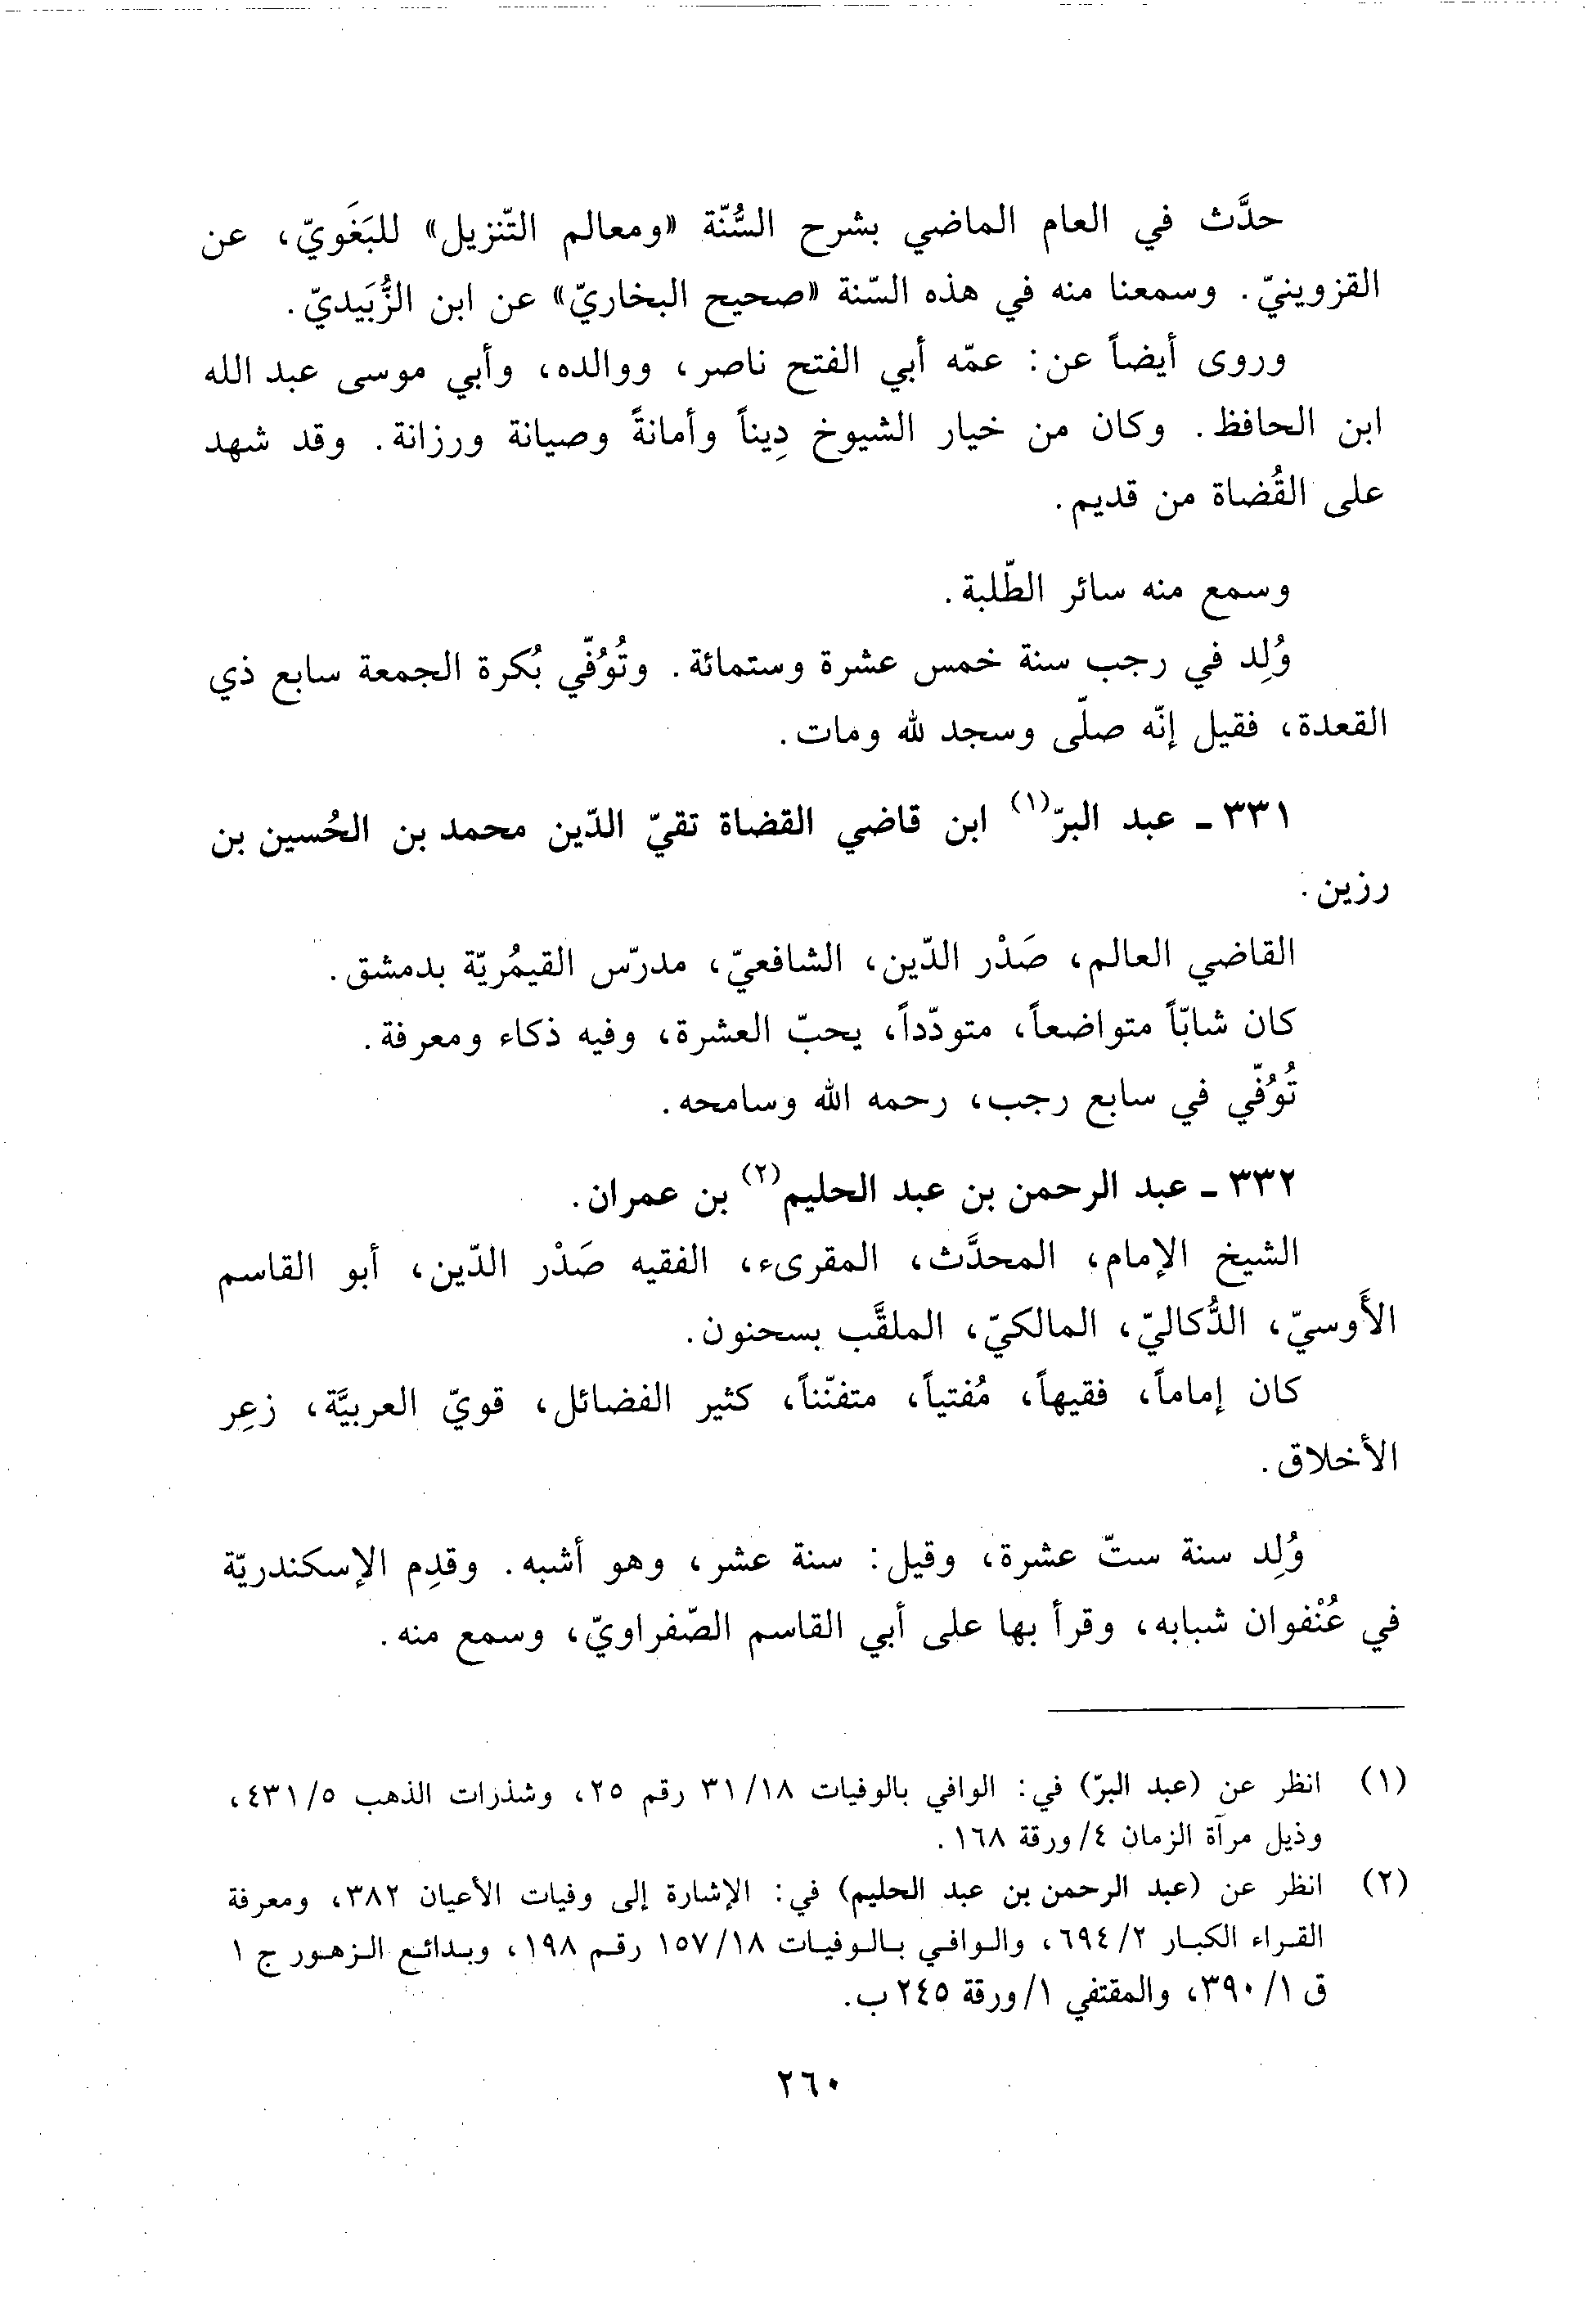 حدَّث في العام الماضي بشرح السُّنّة «ومعالم التّنزيل» للبَغَويّ، عن
القزوينيّ. وسمعنا منه في هذه السّنة «صحيح البخاريّ» عن ابن الزُّبَيديّ.
وروى أيضاً عن: عمّه أبي الفتح ناصر، ووالده، وأبي موسى عبد الله
ابن الحافظ. وكان من خيار الشيوخ دِيناً وأمانةً وصيانة ورزانة. وقد شهد
على القُضاة من قديم.
وسمع منه سائر الطّلبة.
وُلِد في رجب سنة خمس عشرة وستمائة. وتُوُفّي بُكرة الجمعة سابع ذي
القعدة، فقيل إنّه صلّى وسجد لله ومات.
٣٣١ ـ عبد البرّ(١) ابن قاضي القضاة تقيّ الدّين محمد بن الحُسين بن
رزين.
القاضي العالم، صَدْر الدّين، الشافعيّ، مدرّس القيمُريّة بدمشق.
كان شابّاً متواضعاً، متودّداً، يحبّ العشرة، وفيه ذكاء ومعرفة.
تُوُفّي في سابع رجب، رحمه الله وسامحه.
٣٣٢ ـ عبد الرحمن بن عبد الحليم(٢) بن عمران.
الشيخ الإمام، المحدَّث، المقرىء، الفقيه صَدْر الدّين، أبو القاسم
الأَوسيّ، الدُّكاليّ، المالكيّ، الملقَّب بسحنون.
كان إماماً، فقيهاً، مُفتياً، متفنّناً، كثير الفضائل، قويّ العربيَّة، زعِر
الأخلاق.
وُلِد سنة ستّ عشرة، وقيل: سنة عشر، وهو أشبه. وقدِم الإسكندريّة
في عُنْفوان شبابه، وقرأ بها على أبي القاسم الصّفراويّ، وسمع منه.
(١) انظر عن (عبد البرّ) في: الوافي بالوفيات ٣١/١٨ رقم ٢٥، وشذرات الذهب ٤٣١/٥،
وذيل مرآة الزمان ٤/ورقة ١٦٨.
(٢) انظر عن (عبد الرحمن بن عبد الحليم) في: الإشارة إلى وفيات الأعيان ٣٨٢، ومعرفة
القراء الكبار ٦٩٤/٢، والوافي بالوفيات ١٥٧/١٨ رقم ١٩٨، وبدائع الزهور ج ١
ق ٣٩٠/١، والمقتفي ١/ورقة ٢٤٥ب.
٢٦٠